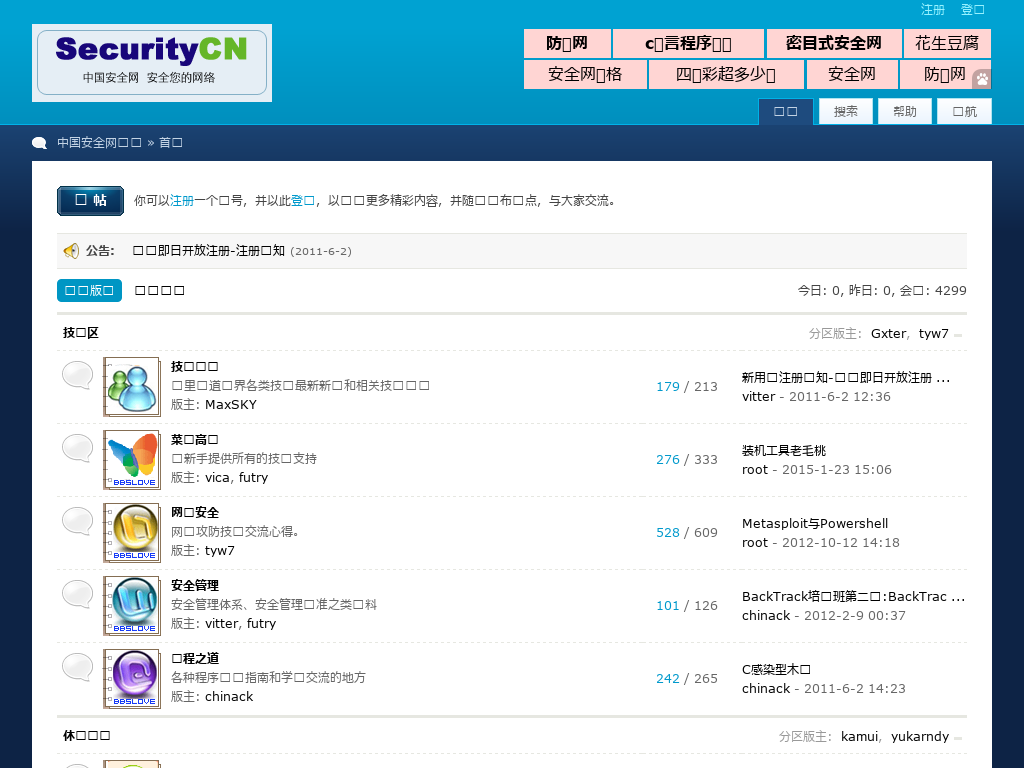 注册 登□
SecurityCN
中国安全网 安全您的网络
防□网 c□言程序□□ 密目式安全网 花生豆腐
安全网□格 四□彩超多少□ 安全网 防□网
□□ 搜索 帮助 □航
中国安全网□□ » 首□
□ 帖 你可以注册一个□号，并以此登□，以□□更多精彩内容，并随□□布□点，与大家交流。
公告: □□即日开放注册-注册□知 (2011-6-2)
□□版□ □□□□ 今日: 0, 昨日: 0, 会□: 4299
技□区 分区版主: Gxter, tyw7
技□□□
□里□道□界各类技□最新新□和相关技□□□
版主: MaxSKY
179 / 213
新用□注册□知-□□即日开放注册 ...
vitter - 2011-6-2 12:36
菜□高□
□新手提供所有的技□支持
版主: vica, futry
BBSLOVE
276 / 333
装机工具老毛桃
root - 2015-1-23 15:06
网□安全
网□攻防技□交流心得。
版主: tyw7
BBSLOVE
528 / 609
Metasploit与Powershell
root - 2012-10-12 14:18
安全管理
安全管理体系、安全管理□准之类□料
版主: vitter, futry
BBSLOVE
101 / 126
BackTrack培□班第二□:BackTrac ...
chinack - 2012-2-9 00:37
□程之道
各种程序□□指南和学□交流的地方
版主: chinack
BBSLOVE
242 / 265
C感染型木□
chinack - 2011-6-2 14:23
休□□□ 分区版主: kamui, yukarndy